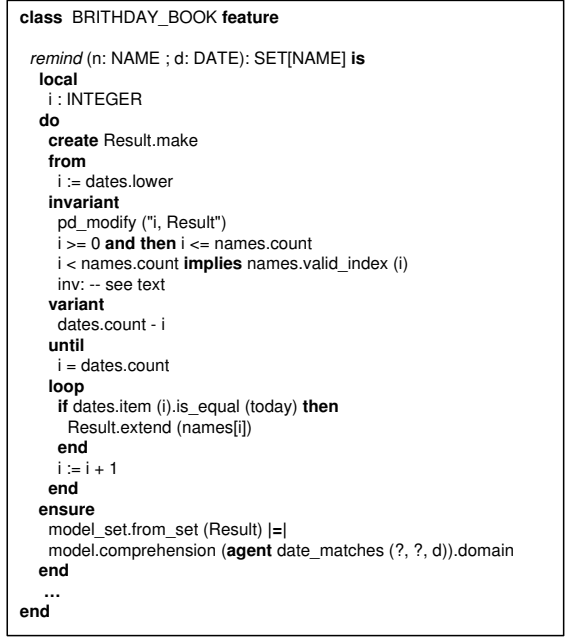 class BRITHDAY_BOOK feature
remind (n: NAME ; d: DATE): SET[NAME] is
local
i : INTEGER
do
create Result.make
from
i := dates.lower
invariant
pd_modify ("i, Result")
i >= 0 and then i <= names.count
i < names.count implies names.valid_index (i)
inv: -- see text
variant
dates.count - i
until
i = dates.count
loop
if dates.item (i).is_equal (today) then
Result.extend (names[i])
end
i := i + 1
end
ensure
model_set.from_set (Result) |=|
model.comprehension (agent date_matches (?, ?, d)).domain
end
...
end